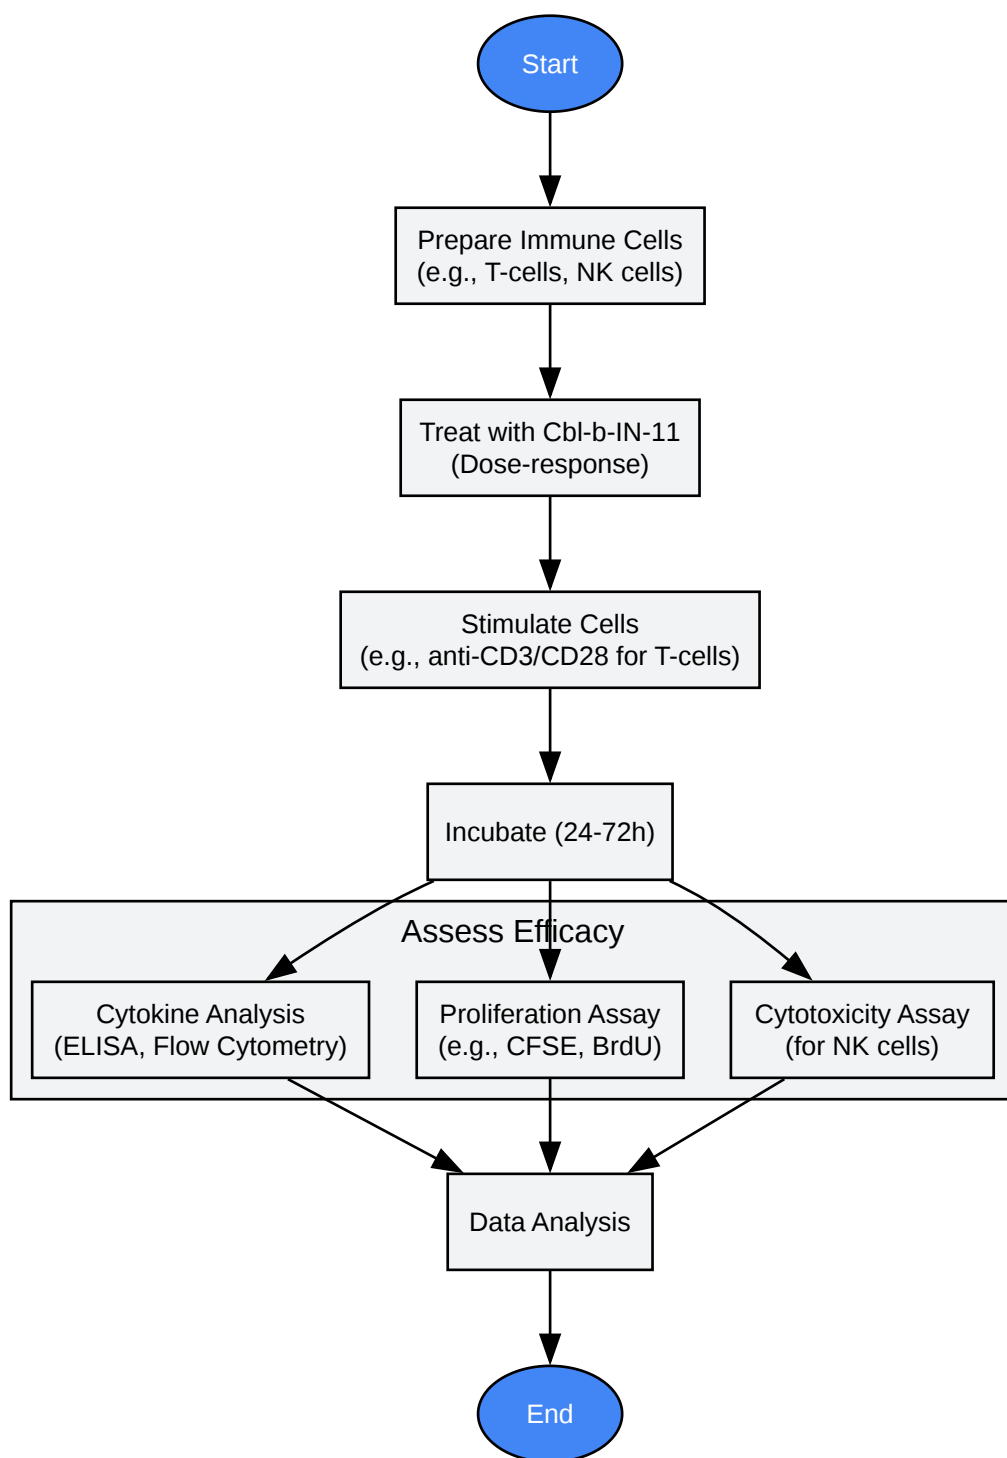 Start
Prepare Immune Cells
(e.g., T-cells, NK cells)
Treat with Cbl-b-IN-11
(Dose-response)
Stimulate Cells
(e.g., anti-CD3/CD28 for T-cells)
Incubate (24-72h)
Assess Efficacy
Cytokine Analysis
(ELISA, Flow Cytometry)
Proliferation Assay
(e.g., CFSE, BrdU)
Cytotoxicity Assay
(for NK cells)
Data Analysis
End